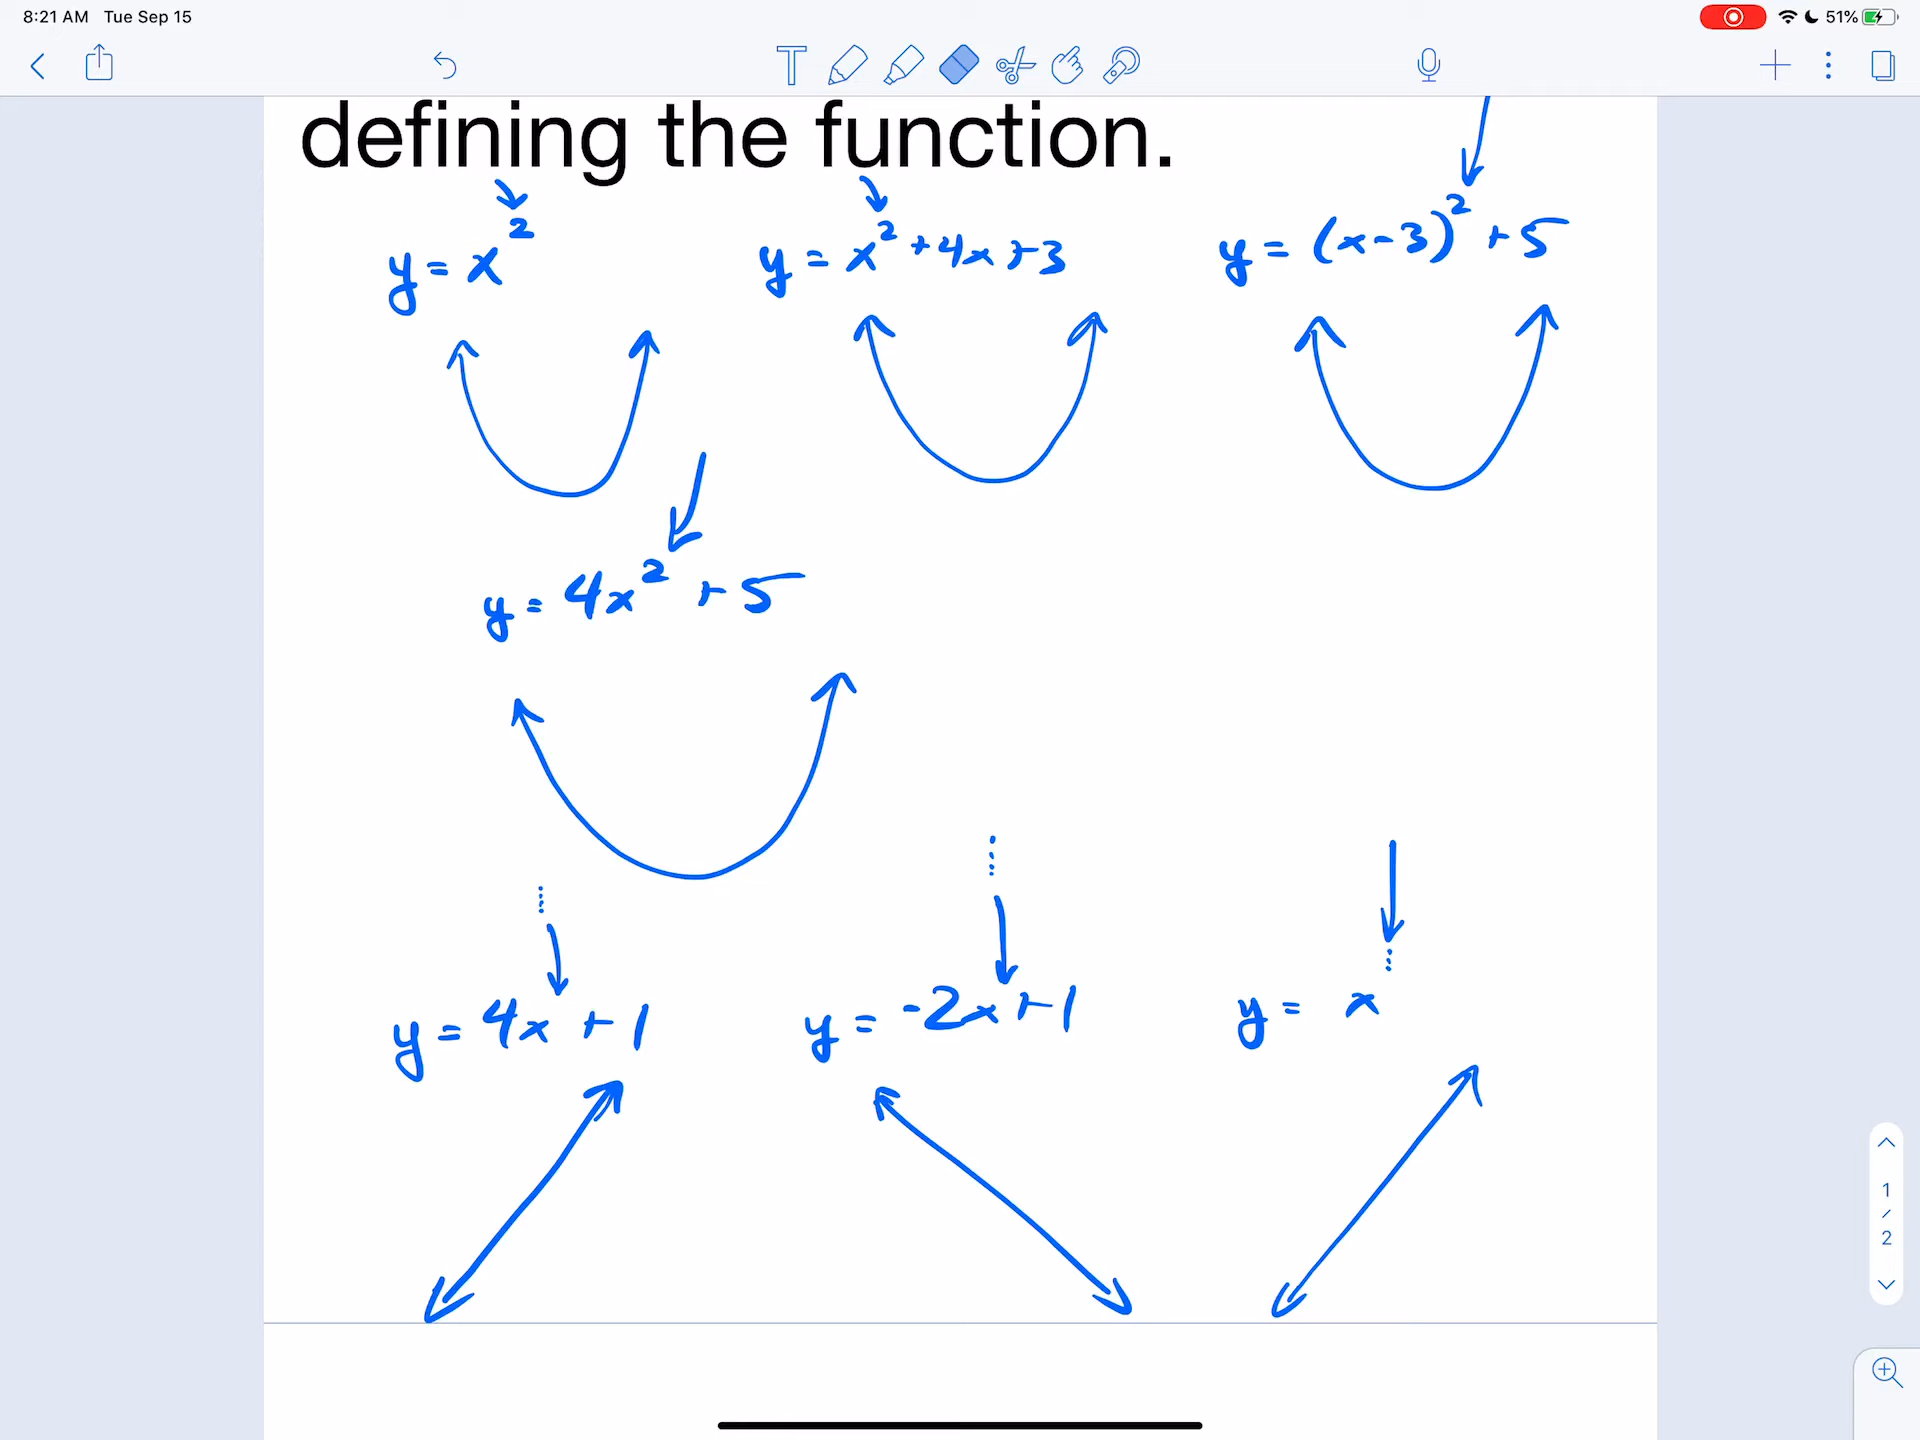 8:21 AM Tue Sep 15
51%
T
defining the function.
y = x²
y = x² + 4x + 3
y = (x - 3)² + 5
y = 4x² + 5
y = 4x + 1
y = -2x + 1
y = x
1
/
2